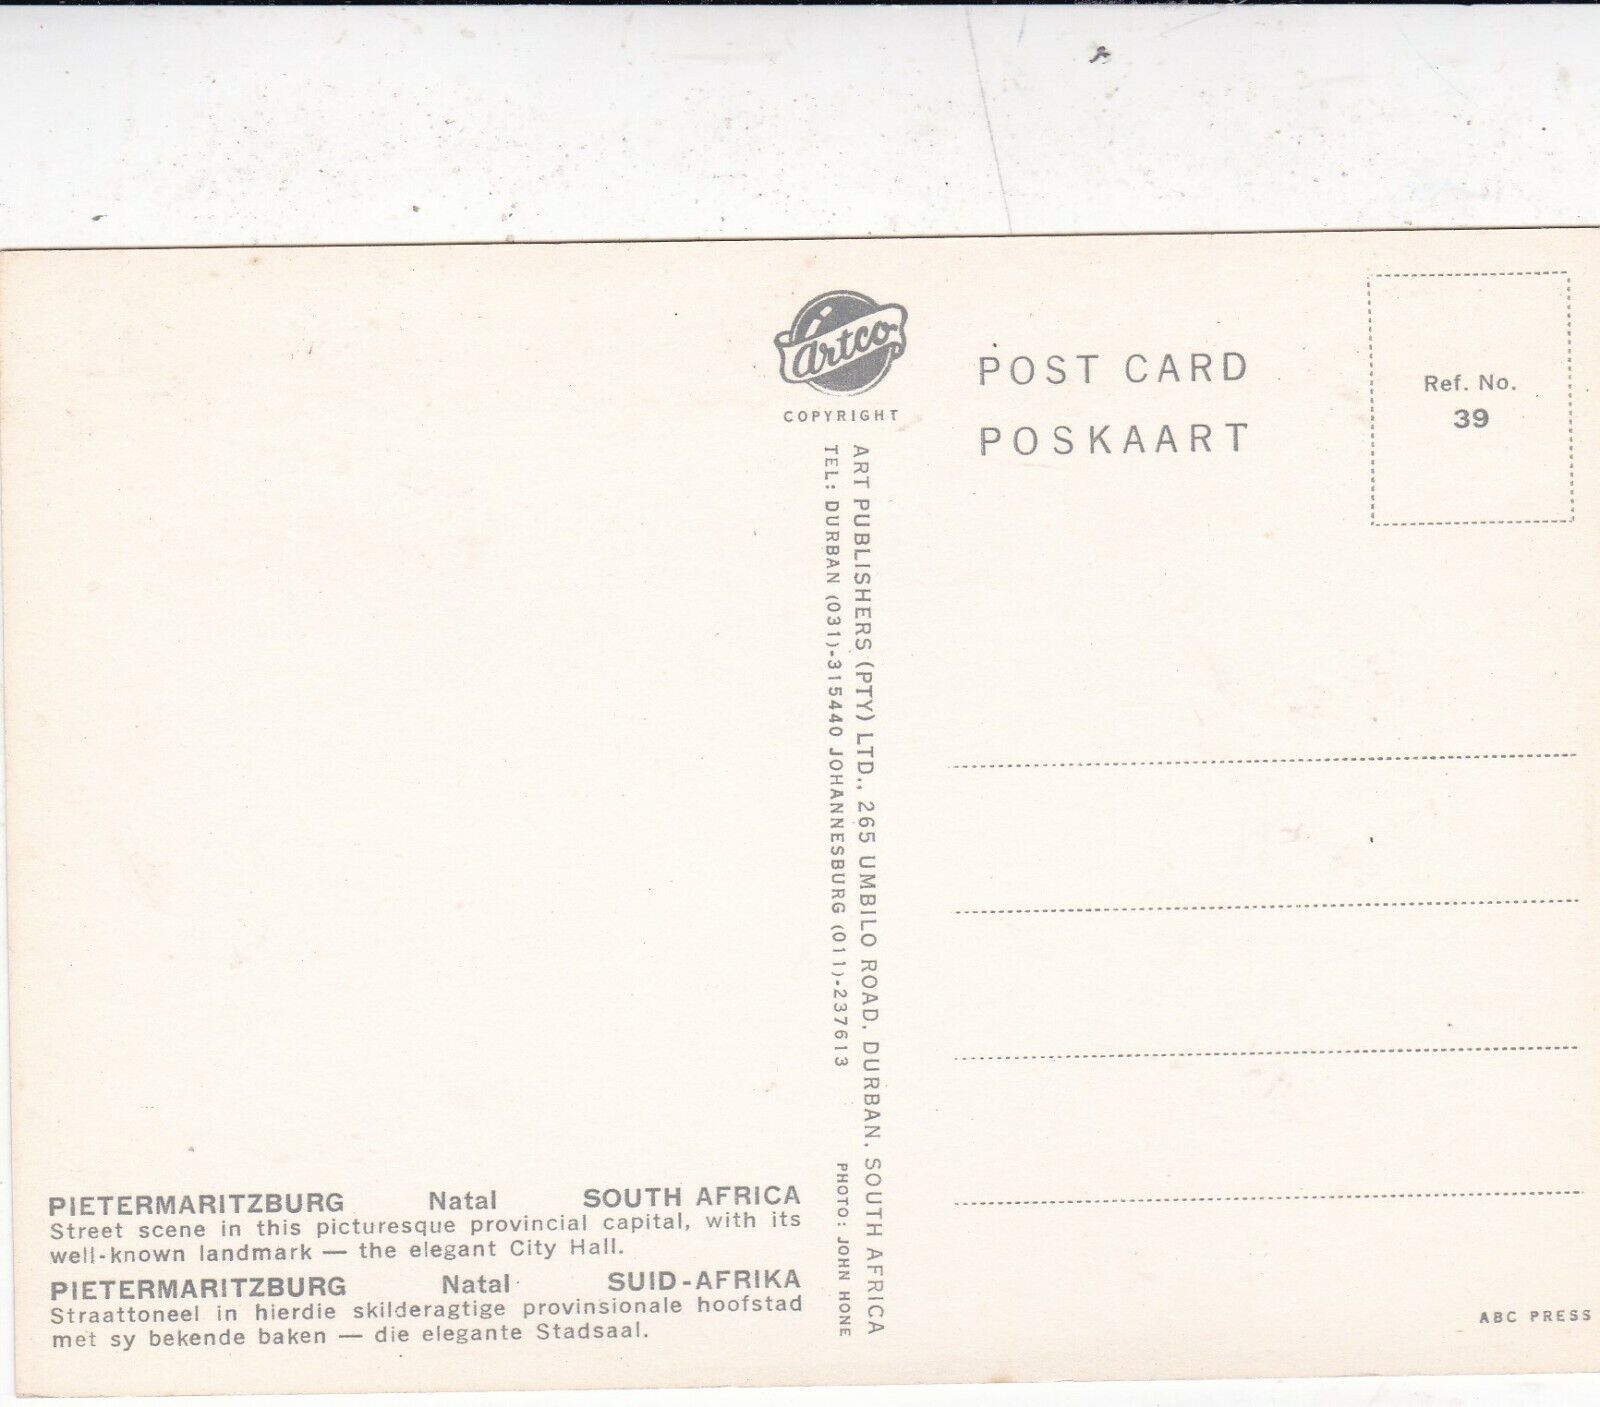 Artco
COPYRIGHT
POST CARD
POSKAART
Ref. No.
39
ART PUBLISHERS (PTY) LTD., 265 UMBILO ROAD, DURBAN, SOUTH AFRICA
TEL: DURBAN (031)-315440 JOHANNESBURG (011)-237613 PHOTO: JOHN HONE
PIETERMARITZBURG Natal SOUTH AFRICA
Street scene in this picturesque provincial capital, with its
well-known landmark — the elegant City Hall.
PIETERMARITZBURG Natal SUID-AFRIKA
Straattoneel in hierdie skilderagtige provinsionale hoofstad
met sy bekende baken — die elegante Stadsaal.
ABC PRESS